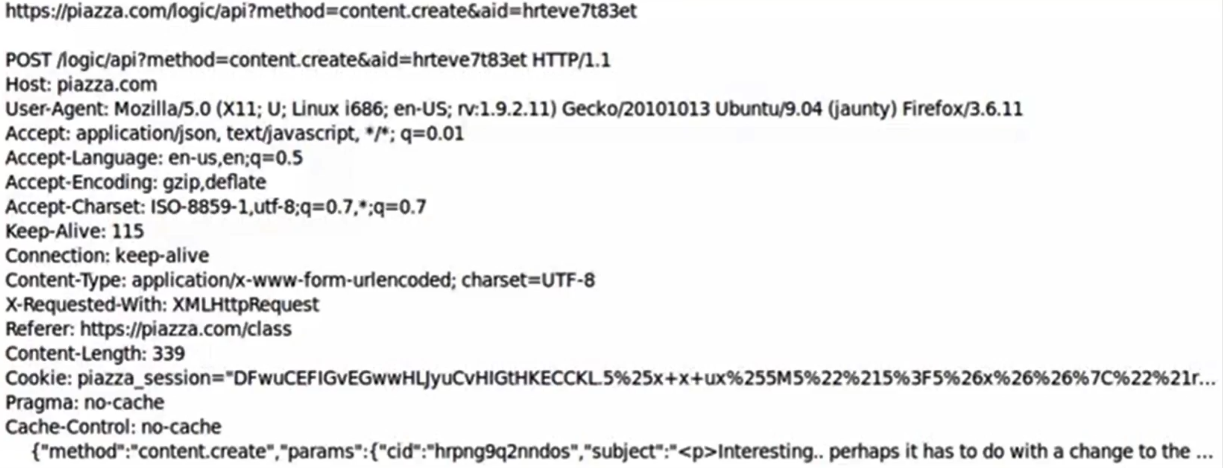 https://piazza.com/logic/api?method=content.create&aid=hrteve7t83et
POST /logic/api?method=content.create&aid=hrteve7t83et HTTP/1.1
Host: piazza.com
User-Agent: Mozilla/5.0 (X11; U; Linux i686; en-US; rv:1.9.2.11) Gecko/20101013 Ubuntu/9.04 (jaunty) Firefox/3.6.11
Accept: application/json, text/javascript, */*; q=0.01
Accept-Language: en-us,en;q=0.5
Accept-Encoding: gzip,deflate
Accept-Charset: ISO-8859-1,utf-8;q=0.7,*;q=0.7
Keep-Alive: 115
Connection: keep-alive
Content-Type: application/x-www-form-urlencoded; charset=UTF-8
X-Requested-With: XMLHttpRequest
Referer: https://piazza.com/class
Content-Length: 339
Cookie: piazza_session="DFwuCEFIGvEGwwHLJyuCvHIGtHKECCKL.5%25x+x+ux%255M5%22%215%3F5%26x%26%26%7C%22%21r...
Pragma: no-cache
Cache-Control: no-cache
{"method":"content.create","params":{"cid":"hrpng9q2nndos","subject":"<p>Interesting.. perhaps it has to do with a change to the ...